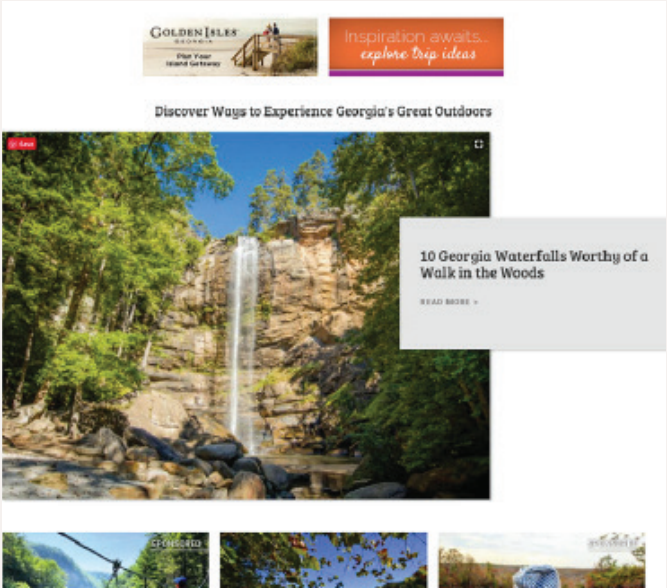 GOLDEN ISLES
GEORGIA
Plan Your
Island Getaway
Inspiration awaits...
explore trip ideas
Discover Ways to Experience Georgia's Great Outdoors
Save
10 Georgia Waterfalls Worthy of a
Walk in the Woods
READ MORE »
SPONSORED